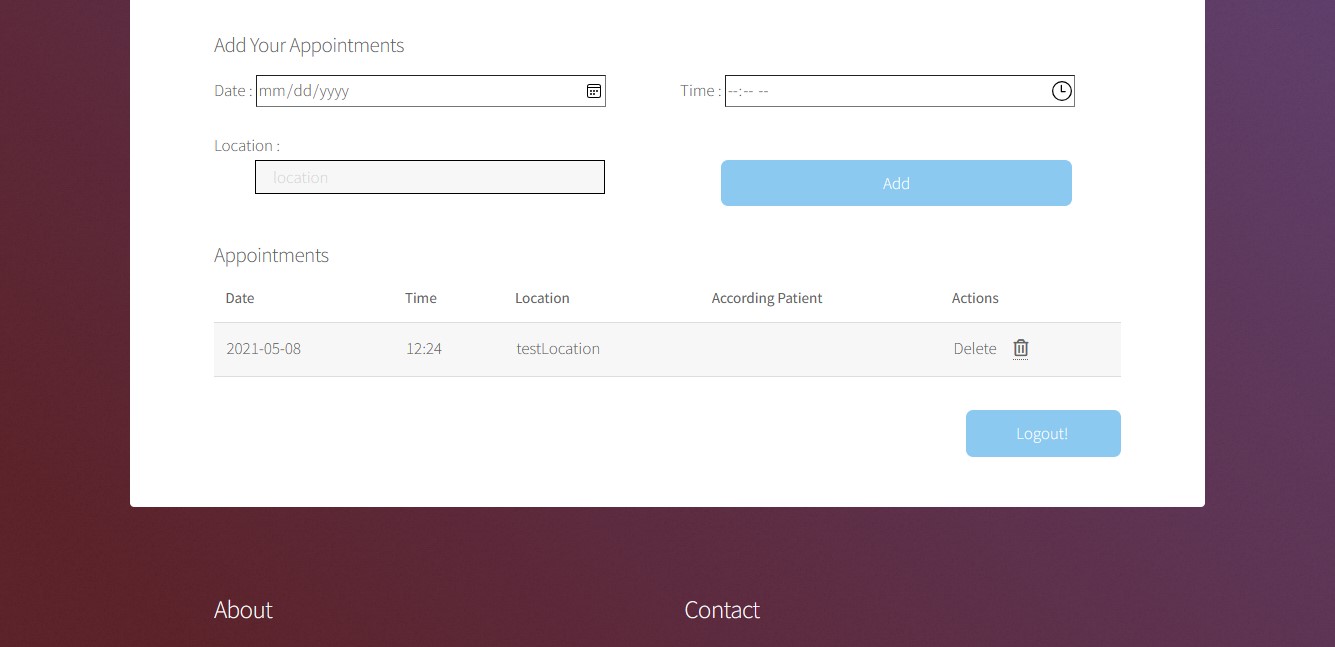 Add Your Appointments
Date : mm/dd/yyyy Time : --:-- --
Location :
location Add
Appointments
Date Time Location According Patient Actions
2021-05-08 12:24 testLocation Delete
Logout!
About Contact